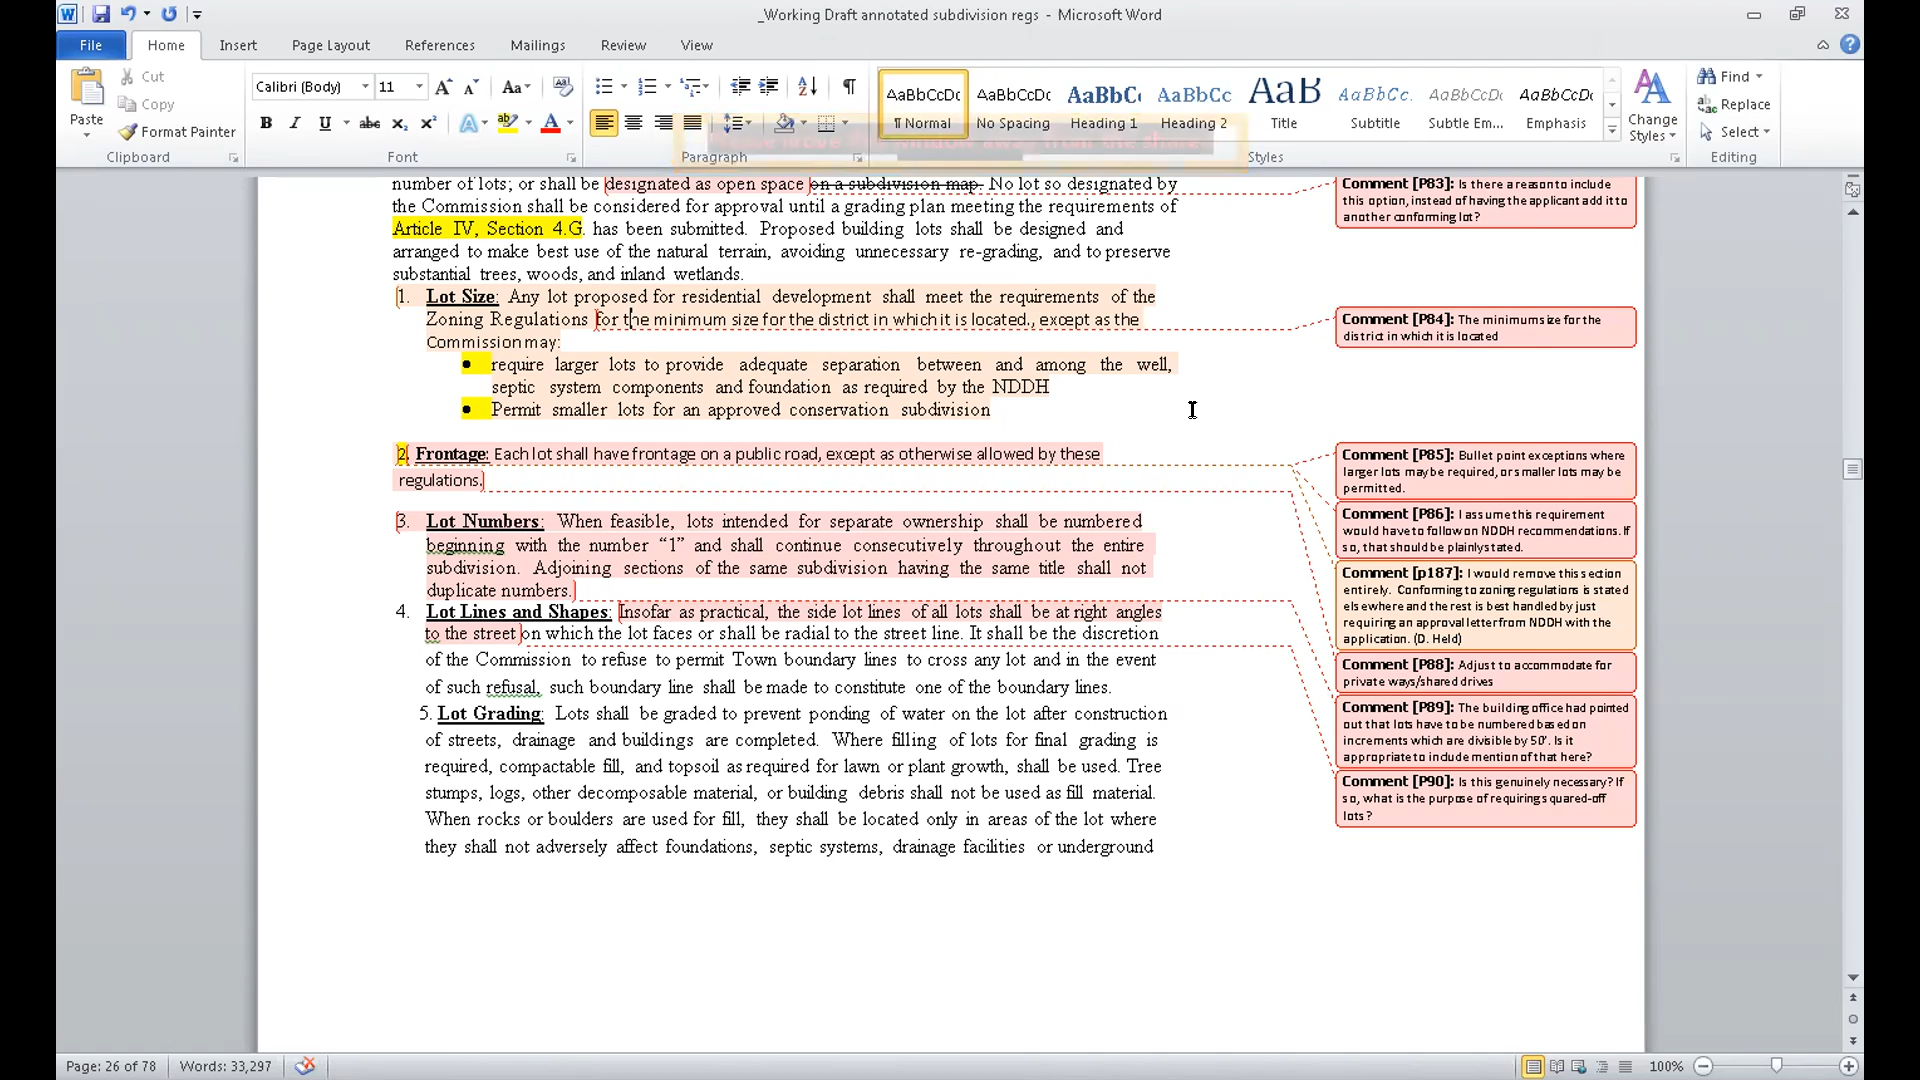 _Working Draft annotated subdivision regs - Microsoft Word
File Home Insert Page Layout References Mailings Review View
Paste
Cut
Copy
Format Painter
Clipboard
Calibri (Body) 11
Font
Paragraph
AaBbCcDc AaBbCcDc AaBbC AaBbCc AaB AaBbCc. AaBbCcDc AaBbCcDc
¶ Normal No Spacing Heading 1 Heading 2 Title Subtitle Subtle Em... Emphasis
Change Styles
Styles
Find
Replace
Select
Editing
number of lots; or shall be designated as open space on a subdivision map. No lot so designated by
the Commission shall be considered for approval until a grading plan meeting the requirements of
Article IV, Section 4.G. has been submitted. Proposed building lots shall be designed and
arranged to make best use of the natural terrain, avoiding unnecessary re-grading, and to preserve
substantial trees, woods, and inland wetlands.
1. Lot Size: Any lot proposed for residential development shall meet the requirements of the
Zoning Regulations for the minimum size for the district in which it is located., except as the
Commission may:
● require larger lots to provide adequate separation between and among the well,
septic system components and foundation as required by the NDDH
● Permit smaller lots for an approved conservation subdivision
2. Frontage: Each lot shall have frontage on a public road, except as otherwise allowed by these
regulations.
3. Lot Numbers: When feasible, lots intended for separate ownership shall be numbered
beginning with the number “1” and shall continue consecutively throughout the entire
subdivision. Adjoining sections of the same subdivision having the same title shall not
duplicate numbers.
4. Lot Lines and Shapes: Insofar as practical, the side lot lines of all lots shall be at right angles
to the street on which the lot faces or shall be radial to the street line. It shall be the discretion
of the Commission to refuse to permit Town boundary lines to cross any lot and in the event
of such refusal, such boundary line shall be made to constitute one of the boundary lines.
5. Lot Grading: Lots shall be graded to prevent ponding of water on the lot after construction
of streets, drainage and buildings are completed. Where filling of lots for final grading is
required, compactable fill, and topsoil as required for lawn or plant growth, shall be used. Tree
stumps, logs, other decomposable material, or building debris shall not be used as fill material.
When rocks or boulders are used for fill, they shall be located only in areas of the lot where
they shall not adversely affect foundations, septic systems, drainage facilities or underground
Comment [P83]: Is there a reason to include
this option, instead of having the applicant add it to
another conforming lot?
Comment [P84]: The minimum size for the
district in which it is located
Comment [P85]: Bullet point exceptions where
larger lots may be required, or smaller lots may be
permitted.
Comment [P86]: I assume this requirement
would have to follow on NDDH recommendations. If
so, that should be plainly stated.
Comment [p187]: I would remove this section
entirely. Conforming to zoning regulations is stated
elsewhere and the rest is best handled by just
requiring an approval letter from NDDH with the
application. (D. Held)
Comment [P88]: Adjust to accommodate for
private ways/shared drives
Comment [P89]: The building office had pointed
out that lots have to be numbered based on
increments which are divisible by 50'. Is it
appropriate to include mention of that here?
Comment [P90]: Is this genuinely necessary? If
so, what is the purpose of requiring squared-off
lots?
Page: 26 of 78 Words: 33,297 100%